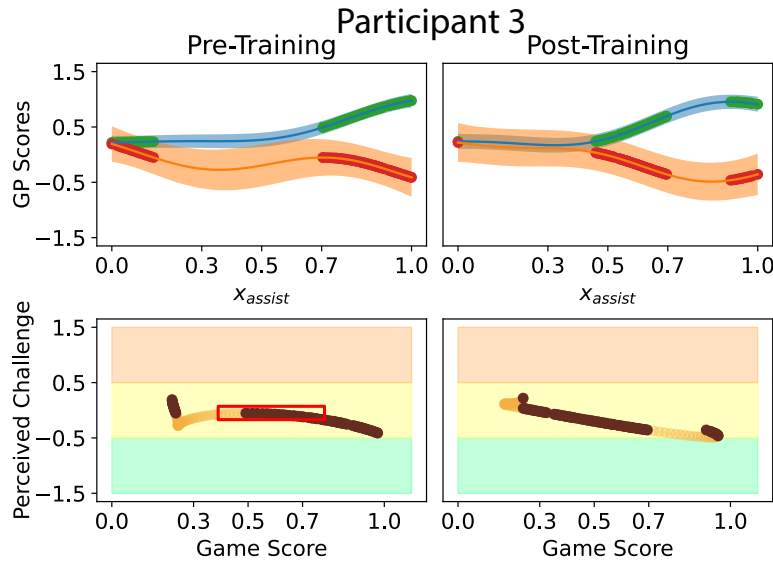 Participant 3
Pre-Training Post-Training
GP Scores
1.5
0.5
−0.5
−1.5
0.0 0.3 0.5 0.7 1.0 0.0 0.3 0.5 0.7 1.0
x_assist x_assist
Perceived Challenge
1.5
0.5
−0.5
−1.5
0.0 0.3 0.7 1.0 0.0 0.3 0.5 0.7 1.0
Game Score Game Score